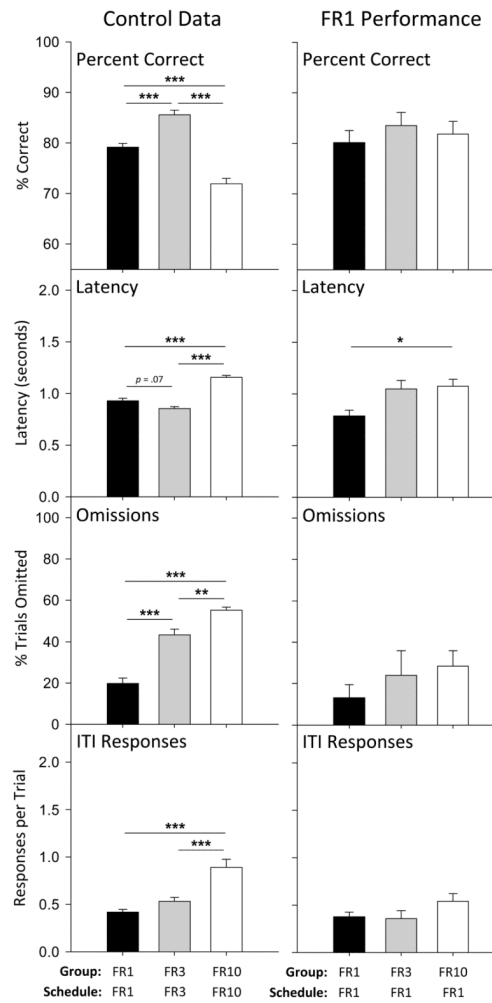 Control Data
FR1 Performance
Percent Correct
Percent Correct
% Correct
100
90
80
70
60
***
*** ***
Latency
Latency
Latency (seconds)
2.0
1.5
1.0
0.5
0.0
***
p = .07 ***
*
Omissions
Omissions
% Trials Omitted
100
80
60
40
20
0
***
*** **
ITI Responses
ITI Responses
Responses per Trial
2.0
1.5
1.0
0.5
0.0
***
***
Group: FR1 FR3 FR10 Group: FR1 FR3 FR10
Schedule: FR1 FR3 FR10 Schedule: FR1 FR1 FR1